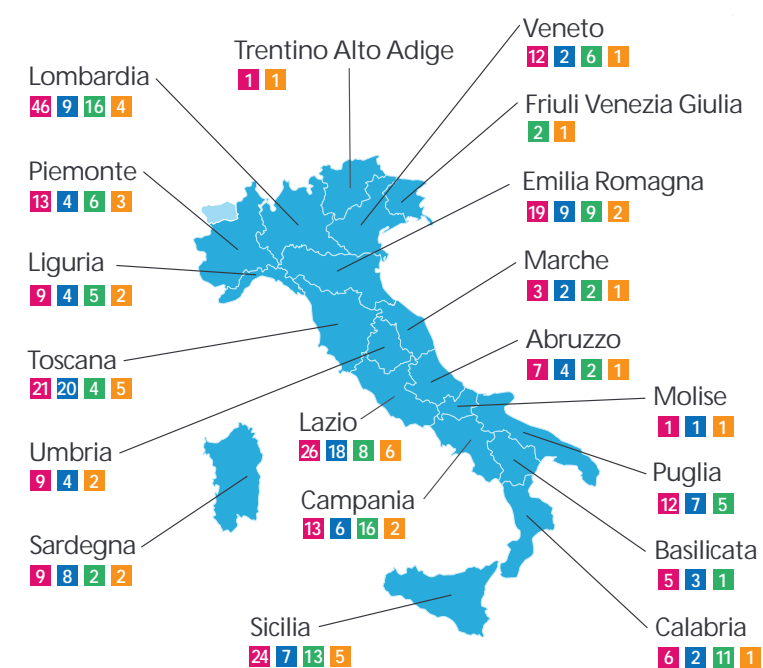 Trentino Alto Adige
1 1
Veneto
12 2 6 1
Lombardia
46 9 16 4
Friuli Venezia Giulia
2 1
Piemonte
13 4 6 3
Emilia Romagna
19 9 9 2
Liguria
9 4 5 2
Marche
3 2 2 1
Toscana
21 20 4 5
Abruzzo
7 4 2 1
Molise
1 1 1
Lazio
26 18 8 6
Umbria
9 4 2
Puglia
12 7 5
Campania
13 6 16 2
Sardegna
9 8 2 2
Basilicata
5 3 1
Sicilia
24 7 13 5
Calabria
6 2 11 1